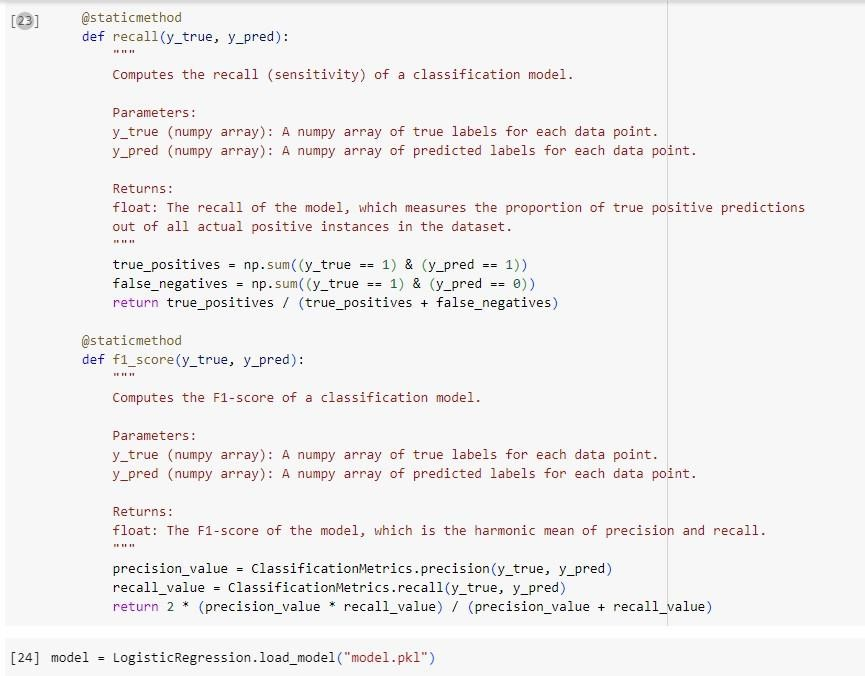 [23] @staticmethod
def recall(y_true, y_pred):
"""
Computes the recall (sensitivity) of a classification model.
Parameters:
y_true (numpy array): A numpy array of true labels for each data point.
y_pred (numpy array): A numpy array of predicted labels for each data point.
Returns:
float: The recall of the model, which measures the proportion of true positive predictions
out of all actual positive instances in the dataset.
"""
true_positives = np.sum((y_true == 1) & (y_pred == 1))
false_negatives = np.sum((y_true == 1) & (y_pred == 0))
return true_positives / (true_positives + false_negatives)
@staticmethod
def f1_score(y_true, y_pred):
"""
Computes the F1-score of a classification model.
Parameters:
y_true (numpy array): A numpy array of true labels for each data point.
y_pred (numpy array): A numpy array of predicted labels for each data point.
Returns:
float: The F1-score of the model, which is the harmonic mean of precision and recall.
"""
precision_value = ClassificationMetrics.precision(y_true, y_pred)
recall_value = ClassificationMetrics.recall(y_true, y_pred)
return 2 * (precision_value * recall_value) / (precision_value + recall_value)
[24] model = LogisticRegression.load_model("model.pkl")